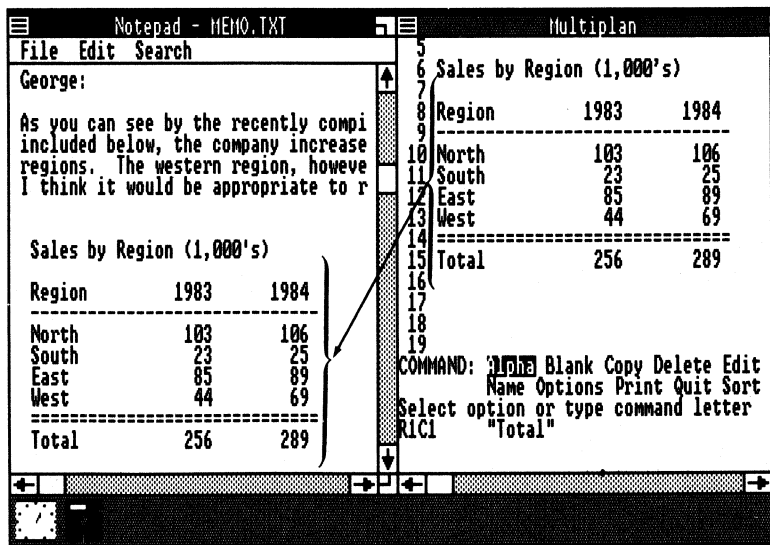 Notepad - MEMO.TXT
File Edit Search
George:
As you can see by the recently compi
included below, the company increase
regions. The western region, howeve
I think it would be appropriate to r
Sales by Region (1,000's)
Region 1983 1984
--------------------------------
North 103 106
South 23 25
East 85 89
West 44 69
================================
Total 256 289
Multiplan
5
6 Sales by Region (1,000's)
7
8 Region 1983 1984
9 --------------------------------
10 North 103 106
11 South 23 25
12 East 85 89
13 West 44 69
14 ================================
15 Total 256 289
16
17
18
19
COMMAND: Alpha Blank Copy Delete Edit
Name Options Print Quit Sort
Select option or type command letter
R1C1 "Total"